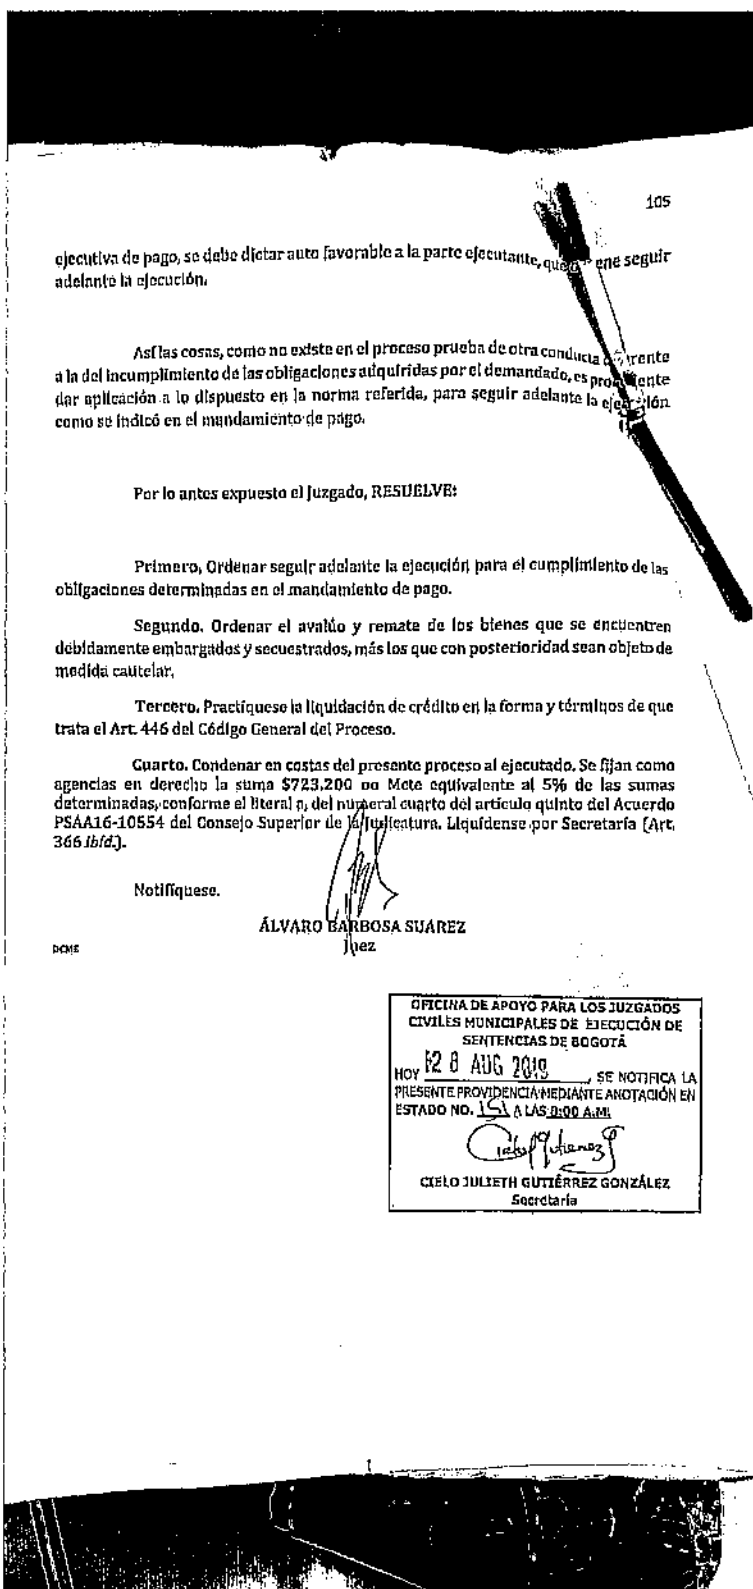 105
ejecutiva de pago, se debe dictar auto favorable a la parte ejecutante, seguir
adelante la ejecución.
Así las cosas, como no existe en el proceso prueba de otra conducta
a la del incumplimiento de las obligaciones adquiridas por el demandado, es
dar aplicación a lo dispuesto en la norma referida, para seguir adelante la
como se indicó en el mandamiento de pago.
Por lo antes expuesto el Juzgado, RESUELVE:
Primero, Ordenar seguir adelante la ejecución para el cumplimiento de las
obligaciones determinadas en el mandamiento de pago.
Segundo. Ordenar el avalúo y remate de los bienes que se encuentren
debidamente embargados y secuestrados, más los que con posterioridad sean objeto de
medida cautelar.
Tercero. Practíquese la liquidación de crédito en la forma y términos de que
trata el Art. 446 del Código General del Proceso.
Cuarto. Condenar en costas del presente proceso al ejecutado. Se fijan como
agencias en derecho la suma $723,200 oo Mcte equivalente al 5% de las sumas
determinadas, conforme el literal a, del numeral cuarto del artículo quinto del Acuerdo
PSAA16-10554 del Consejo Superior de la Judicatura. Liquídense por Secretaría (Art.
366 ibíd.).
Notifíquese.
ÁLVARO BARBOSA SUAREZ
Juez
DCME
OFICINA DE APOYO PARA LOS JUZGADOS
CIVILES MUNICIPALES DE EJECUCIÓN DE
SENTENCIAS DE BOGOTÁ
HOY 28 AUG 2019, SE NOTIFICA LA
PRESENTE PROVIDENCIA MEDIANTE ANOTACIÓN EN
ESTADO NO. 151 A LAS 8:00 A.M.
CIELO JULIETH GUTIÉRREZ GONZÁLEZ
Secretaría
1